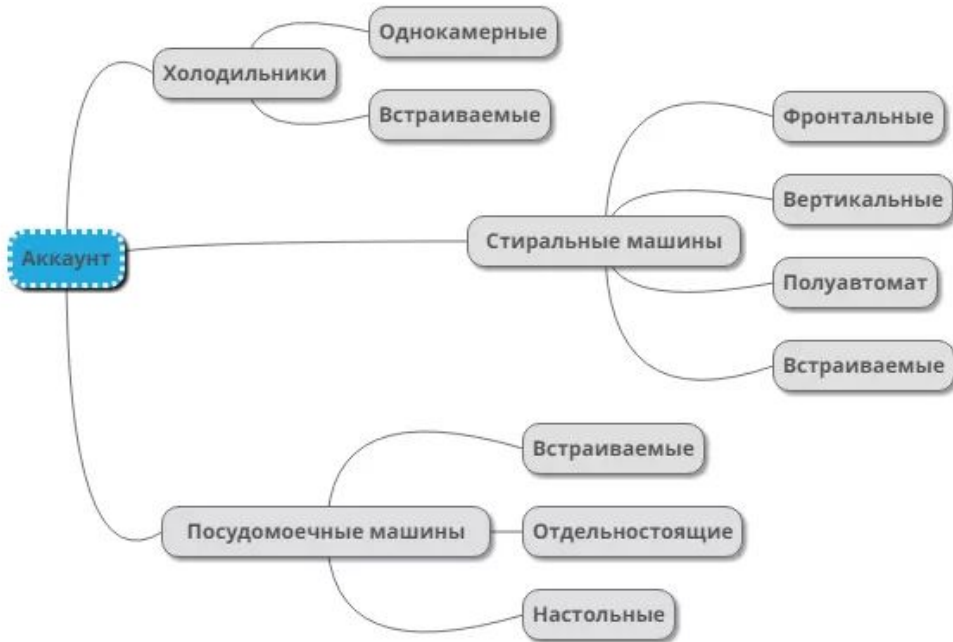 Аккаунт
Холодильники
Однокамерные
Встраиваемые
Стиральные машины
Фронтальные
Вертикальные
Полуавтомат
Встраиваемые
Посудомоечные машины
Встраиваемые
Отдельностоящие
Настольные